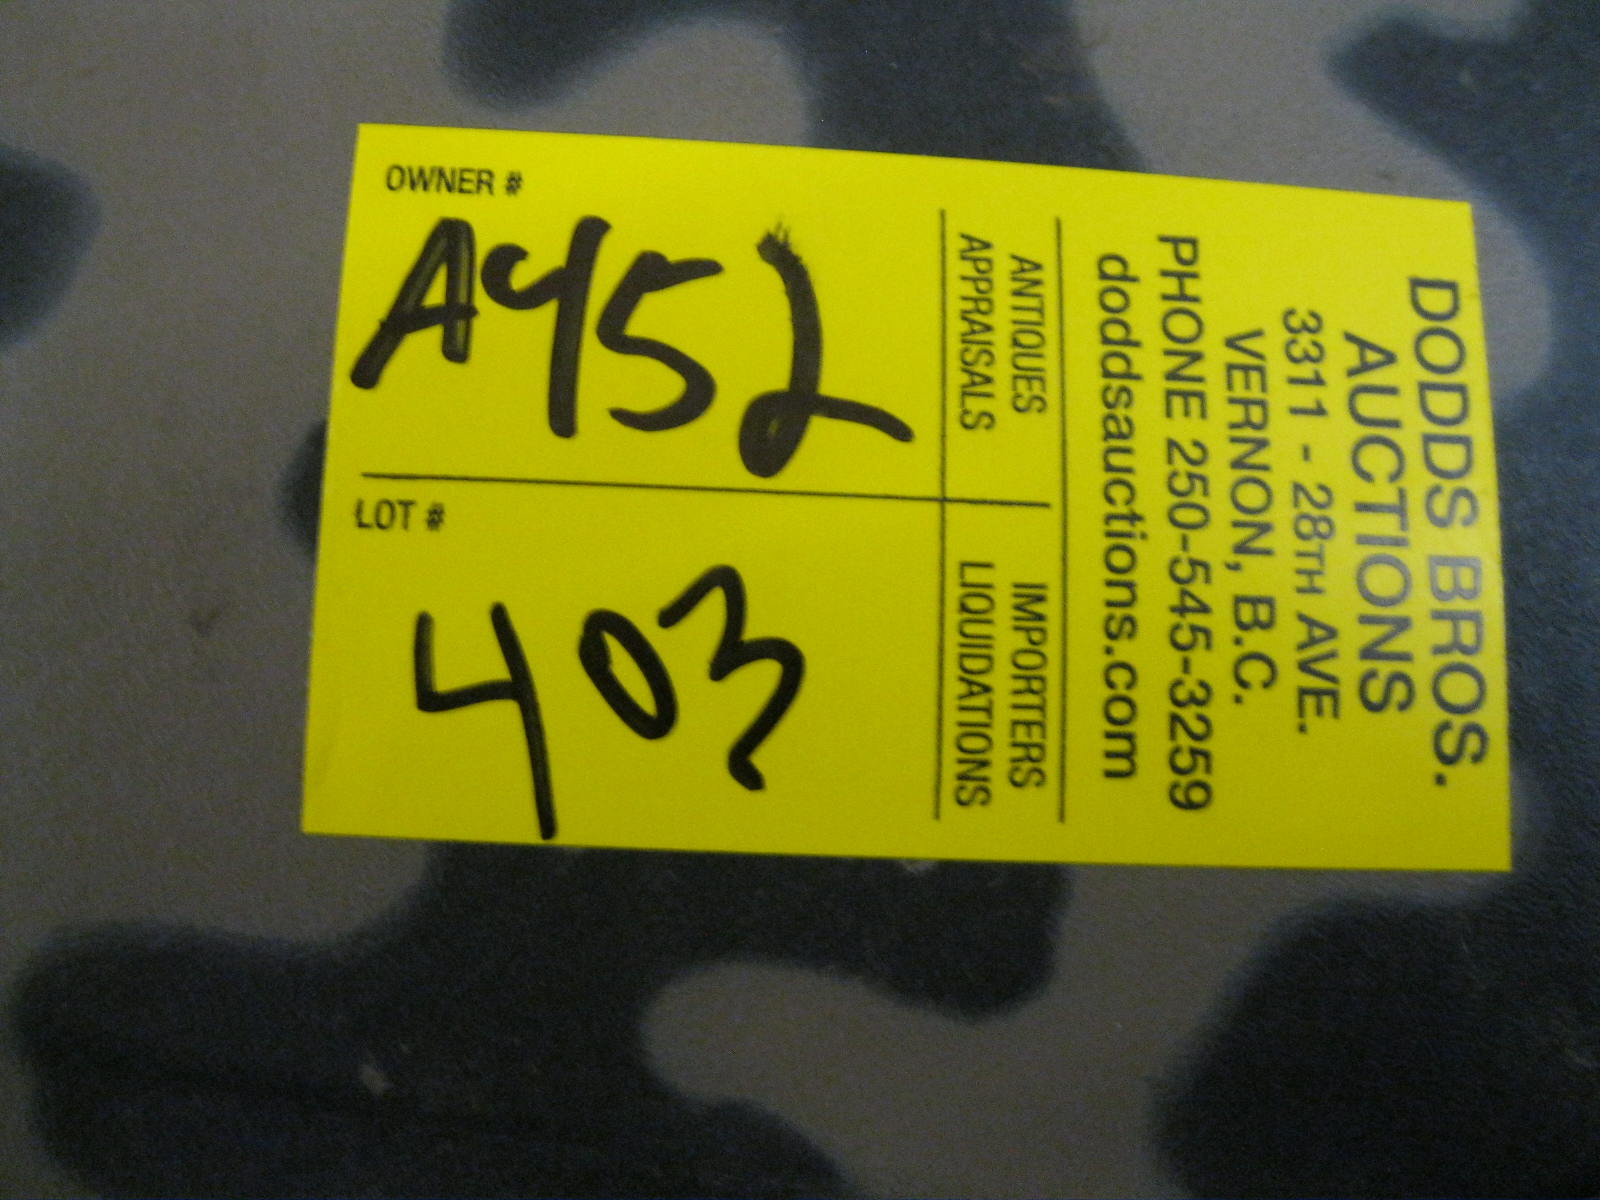 DODDS BROS.
AUCTIONS
3311 - 28TH AVE.
VERNON, B.C.
PHONE 250-545-3259
doddsauctions.com
ANTIQUES
APPRAISALS
IMPORTERS
LIQUIDATIONS
OWNER #
A952
LOT #
403